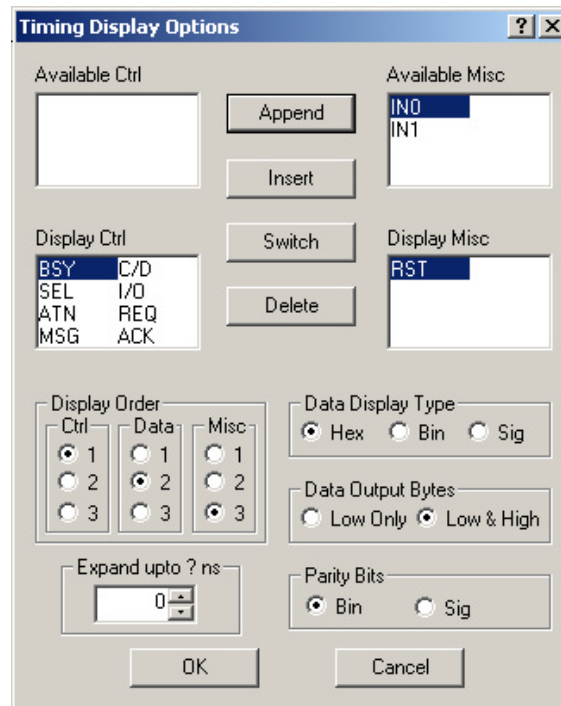 Timing Display Options
Available Ctrl
Append
Available Misc
IN0
IN1
Insert
Display Ctrl
BSY C/D
SEL I/O
ATN REQ
MSG ACK
Switch
Delete
Display Misc
RST
Display Order
Ctrl Data Misc
1 1 1
2 2 2
3 3 3
Data Display Type
Hex Bin Sig
Data Output Bytes
Low Only Low & High
Expand upto ? ns
0
Parity Bits
Bin Sig
OK Cancel